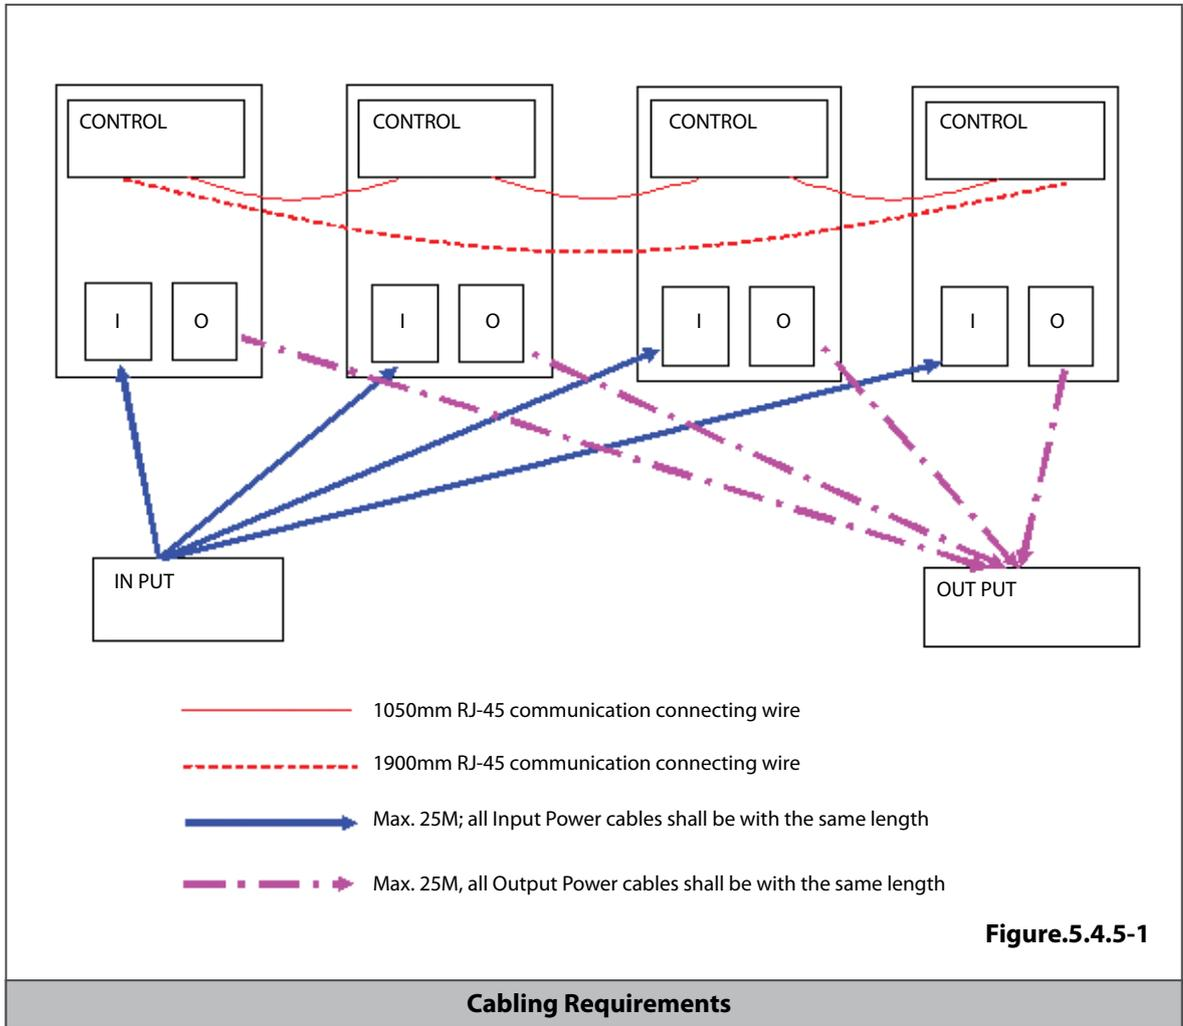 CONTROL
CONTROL
CONTROL
CONTROL
I
O
I
O
I
O
I
O
IN PUT
OUT PUT
1050mm RJ-45 communication connecting wire
1900mm RJ-45 communication connecting wire
Max. 25M; all Input Power cables shall be with the same length
Max. 25M, all Output Power cables shall be with the same length
Figure.5.4.5-1
Cabling Requirements